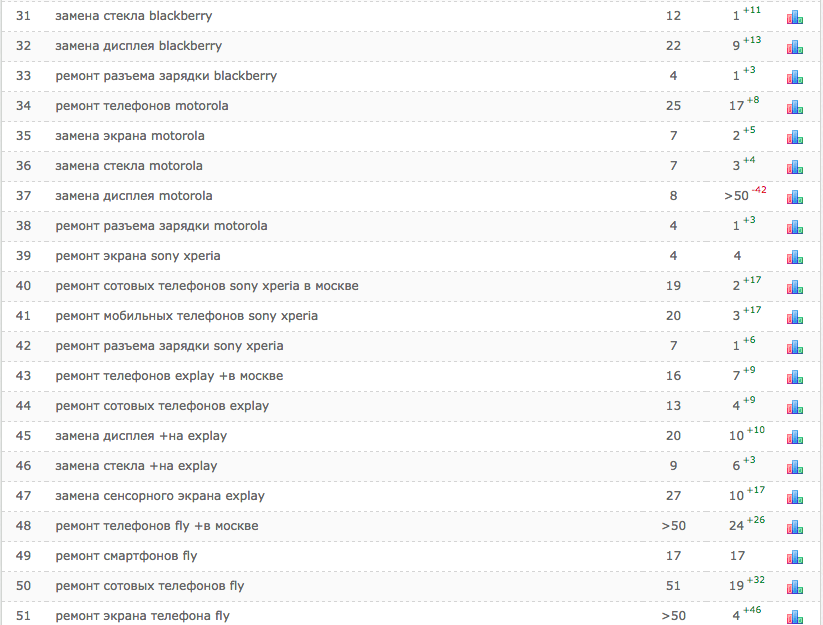 31 замена стекла blackberry 12 1 +11
32 замена дисплея blackberry 22 9 +13
33 ремонт разъема зарядки blackberry 4 1 +3
34 ремонт телефонов motorola 25 17 +8
35 замена экрана motorola 7 2 +5
36 замена стекла motorola 7 3 +4
37 замена дисплея motorola 8 >50 -42
38 ремонт разъема зарядки motorola 4 1 +3
39 ремонт экрана sony xperia 4 4
40 ремонт сотовых телефонов sony xperia в москве 19 2 +17
41 ремонт мобильных телефонов sony xperia 20 3 +17
42 ремонт разъема зарядки sony xperia 7 1 +6
43 ремонт телефонов explay +в москве 16 7 +9
44 ремонт сотовых телефонов explay 13 4 +9
45 замена дисплея +на explay 20 10 +10
46 замена стекла +на explay 9 6 +3
47 замена сенсорного экрана explay 27 10 +17
48 ремонт телефонов fly +в москве >50 24 +26
49 ремонт смартфонов fly 17 17
50 ремонт сотовых телефонов fly 51 19 +32
51 ремонт экрана телефона fly >50 4 +46